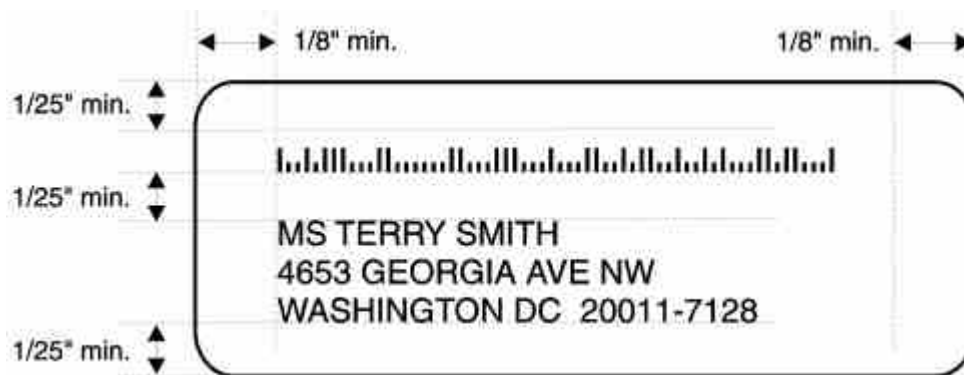 1/8" min. 1/8" min.
1/25" min.
1/25" min.
MS TERRY SMITH
4653 GEORGIA AVE NW
WASHINGTON DC 20011-7128
1/25" min.